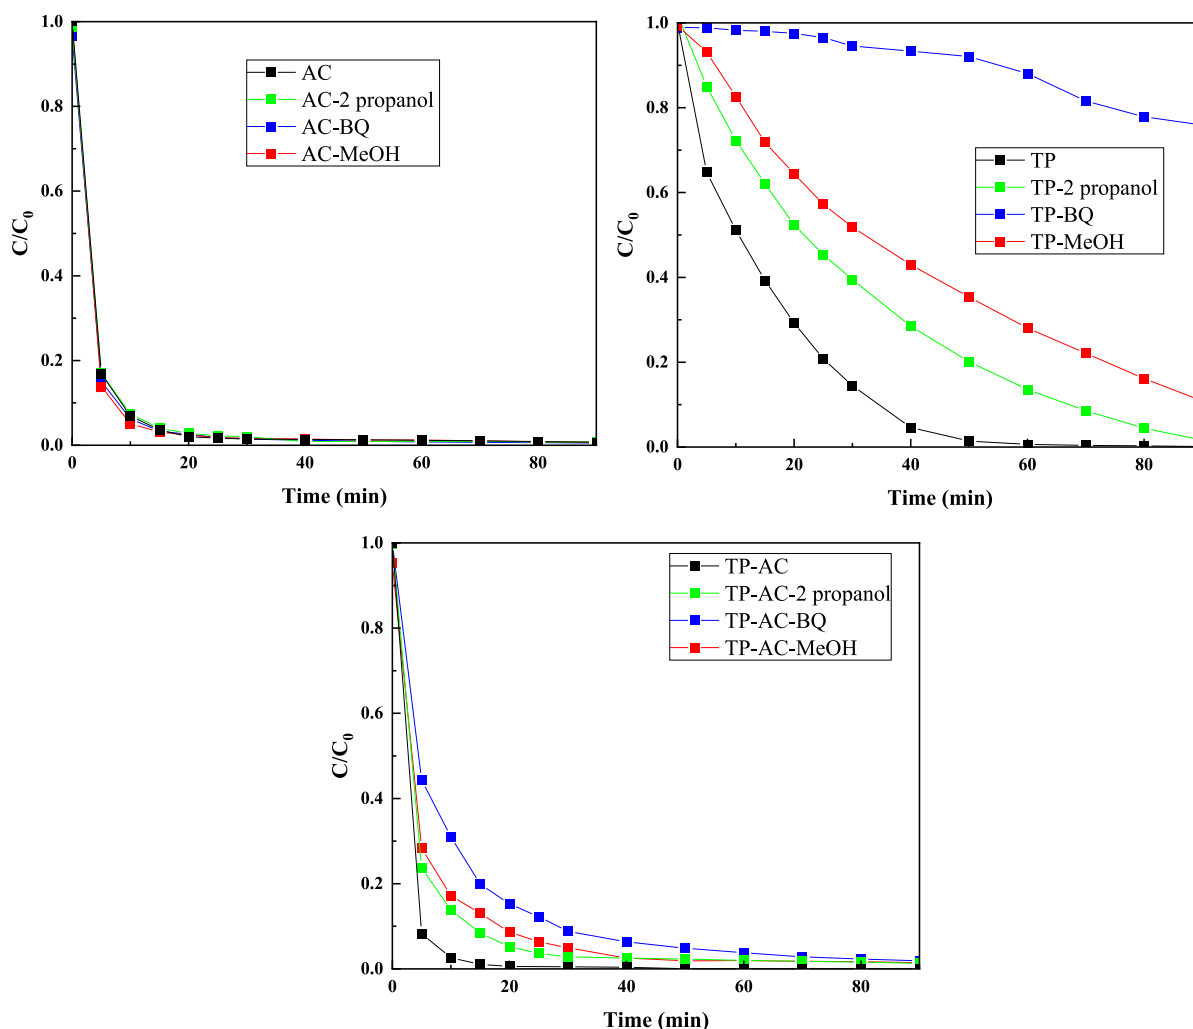 1.0
0.8
0.6
0.4
0.2
0.0
C/C0
0
20
40
60
80
Time (min)
AC
AC-2 propanol
AC-BQ
AC-MeOH
1.0
0.8
0.6
0.4
0.2
0.0
C/C0
0
20
40
60
80
Time (min)
TP
TP-2 propanol
TP-BQ
TP-MeOH
1.0
0.8
0.6
0.4
0.2
0.0
C/C0
0
20
40
60
80
Time (min)
TP-AC
TP-AC-2 propanol
TP-AC-BQ
TP-AC-MeOH